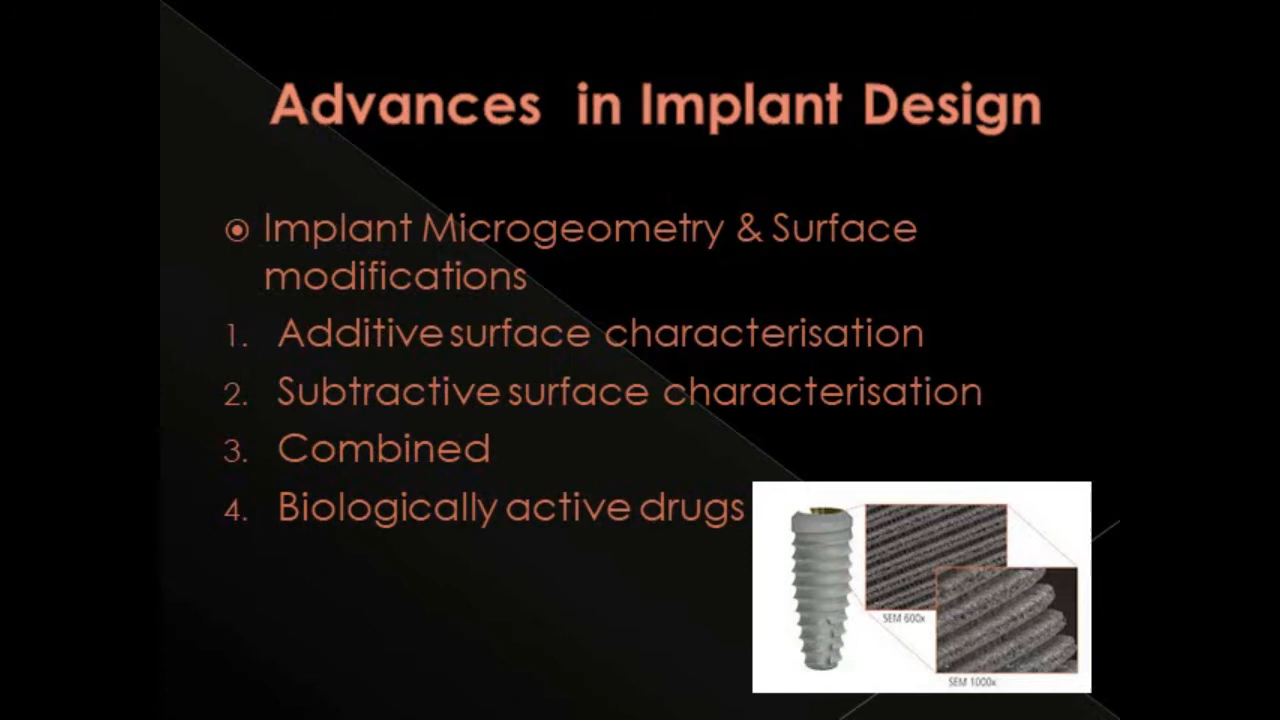 Advances in Implant Design
Implant Microgeometry & Surface
modifications
1. Additive surface characterisation
2. Subtractive surface characterisation
3. Combined
4. Biologically active drugs
SEM 600x
SEM 1000x